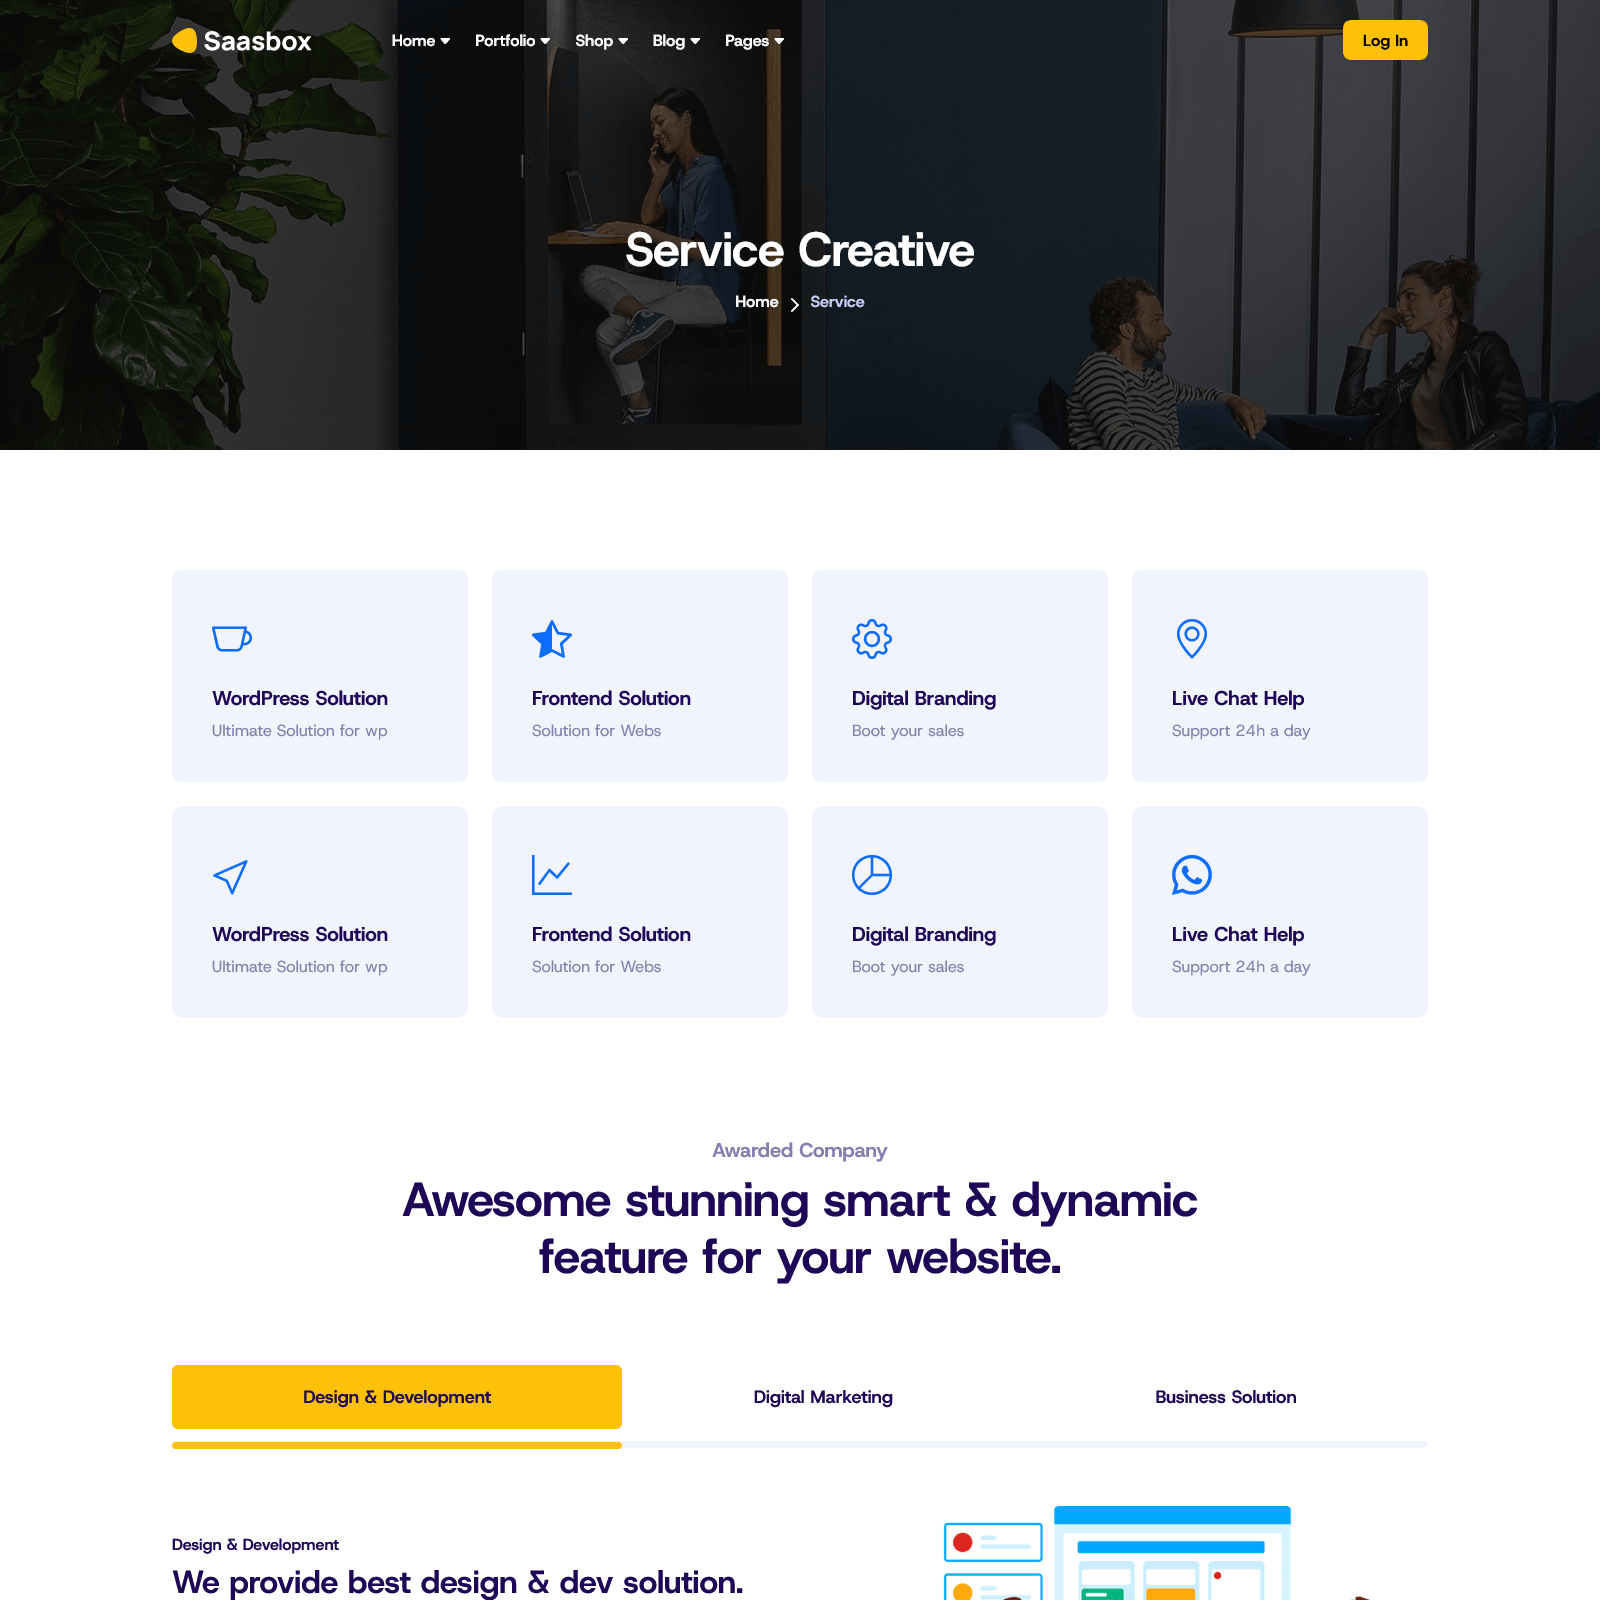 Saasbox
Home
Portfolio
Shop
Blog
Pages
Log In
Service Creative
Home
Service
WordPress Solution
Ultimate Solution for wp
Frontend Solution
Solution for Webs
Digital Branding
Boot your sales
Live Chat Help
Support 24h a day
WordPress Solution
Ultimate Solution for wp
Frontend Solution
Solution for Webs
Digital Branding
Boot your sales
Live Chat Help
Support 24h a day
Awarded Company
Awesome stunning smart & dynamic
feature for your website.
Design & Development
Digital Marketing
Business Solution
Design & Development
We provide best design & dev solution.